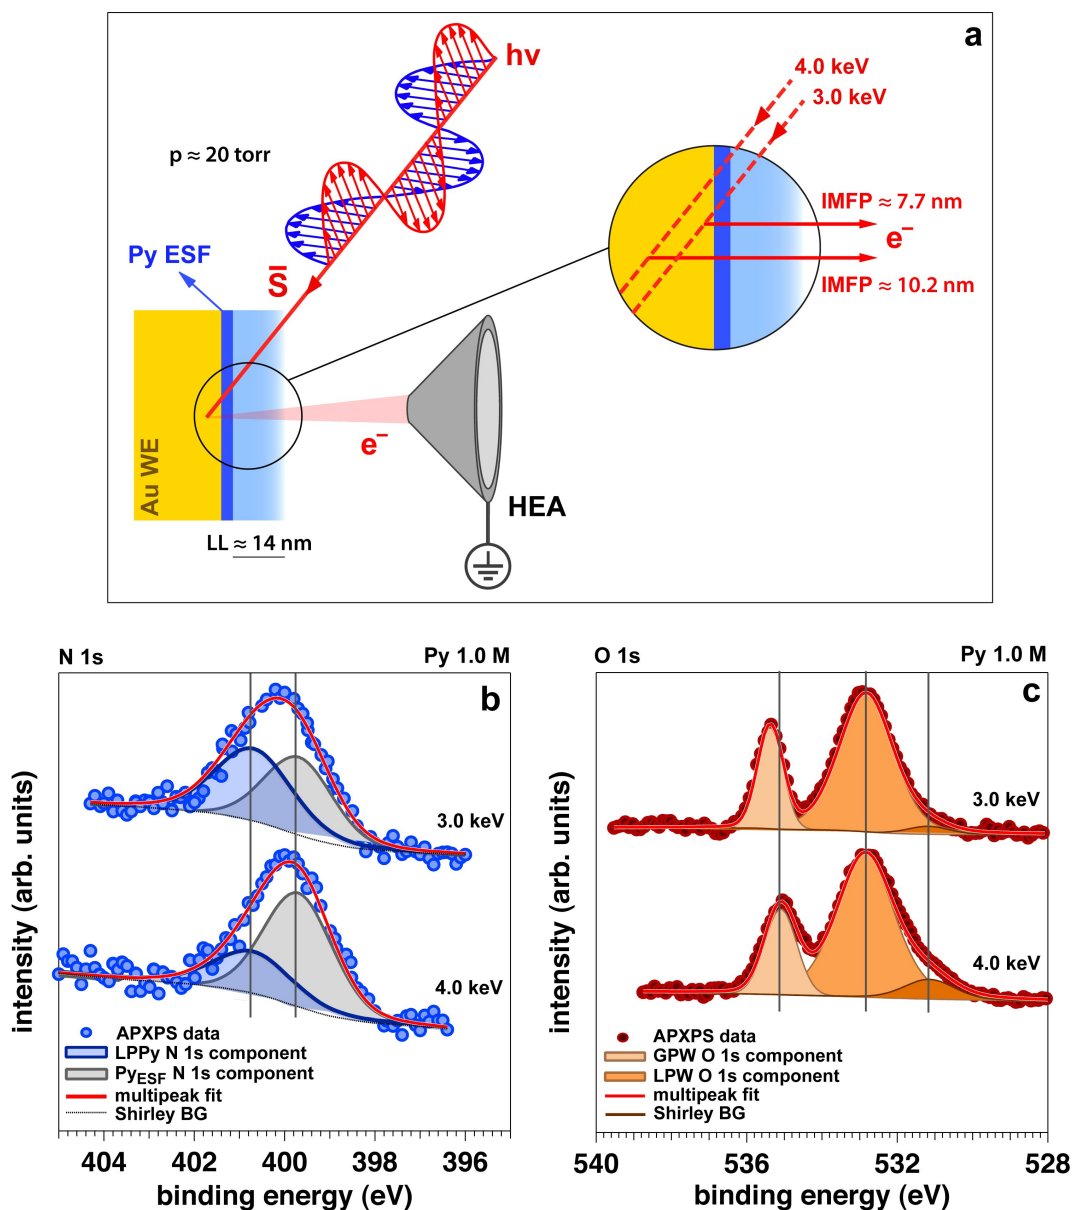 a
hν
4.0 keV
3.0 keV
p ≈ 20 torr
IMFP ≈ 7.7 nm
e⁻
IMFP ≈ 10.2 nm
Py ESF
S̅
Au WE
e⁻
HEA
LL ≈ 14 nm
N 1s Py 1.0 M
b
3.0 keV
4.0 keV
intensity (arb. units)
APXPS data
LPPy N 1s component
Py_ESF N 1s component
multipeak fit
Shirley BG
404 402 400 398 396
binding energy (eV)
O 1s Py 1.0 M
c
3.0 keV
4.0 keV
intensity (arb. units)
APXPS data
GPW O 1s component
LPW O 1s component
multipeak fit
Shirley BG
540 536 532 528
binding energy (eV)